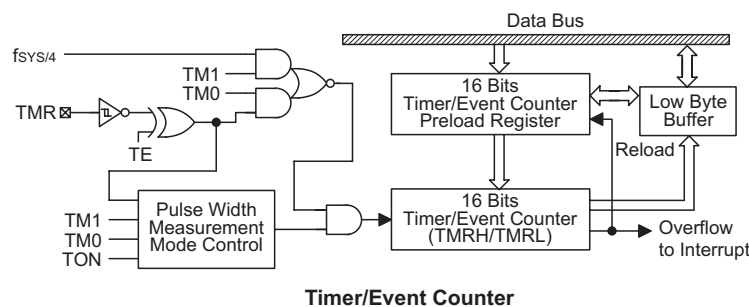 Data Bus
fSYS/4
TM1
TM0
TMR
TE
16 Bits
Timer/Event Counter
Preload Register
Low Byte
Buffer
Reload
TM1
TM0
TON
Pulse Width
Measurement
Mode Control
16 Bits
Timer/Event Counter
(TMRH/TMRL)
Overflow
to Interrupt
Timer/Event Counter